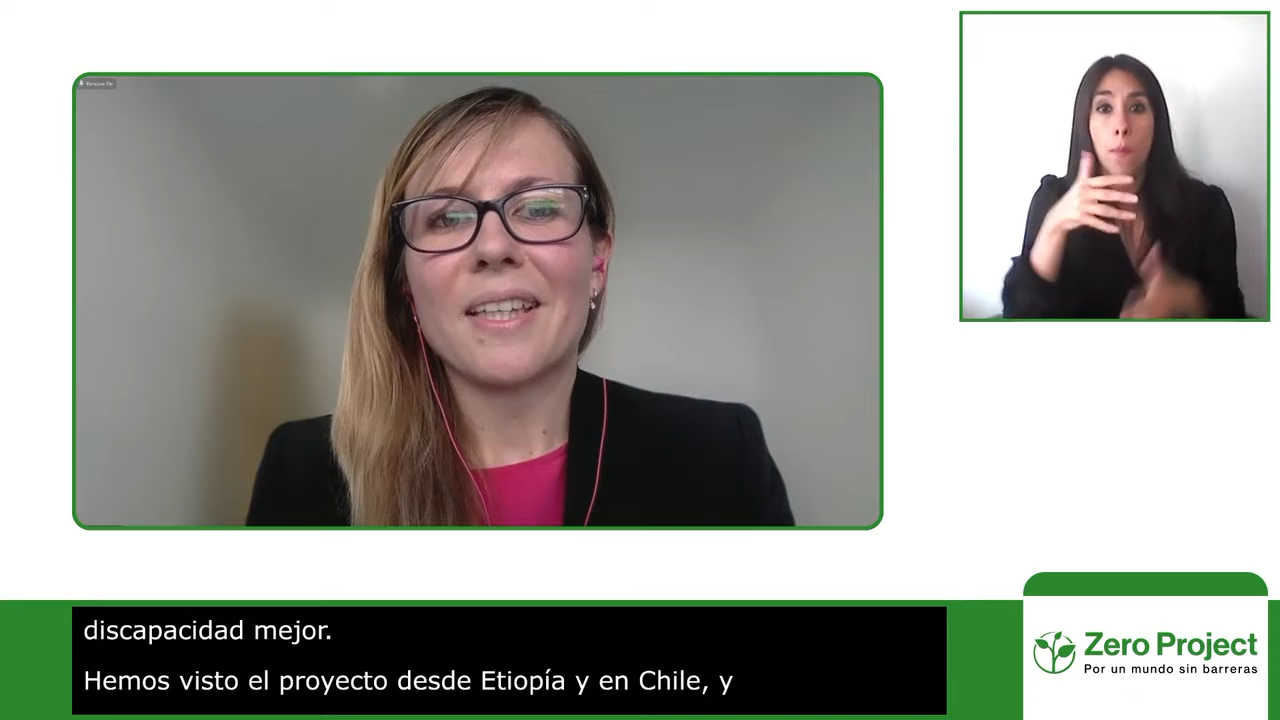 discapacidad mejor.
Hemos visto el proyecto desde Etiopía y en Chile, y
Zero Project
Por un mundo sin barreras